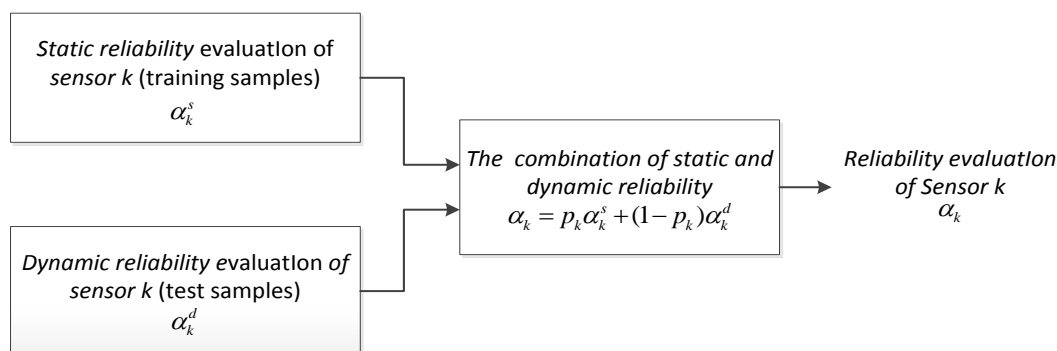 Static reliability evaluation of
sensor k (training samples)
α_k^s
Dynamic reliability evaluation of
sensor k (test samples)
α_k^d
The combination of static and
dynamic reliability
α_k = p_k α_k^s + (1 − p_k) α_k^d
Reliability evaluation
of Sensor k
α_k